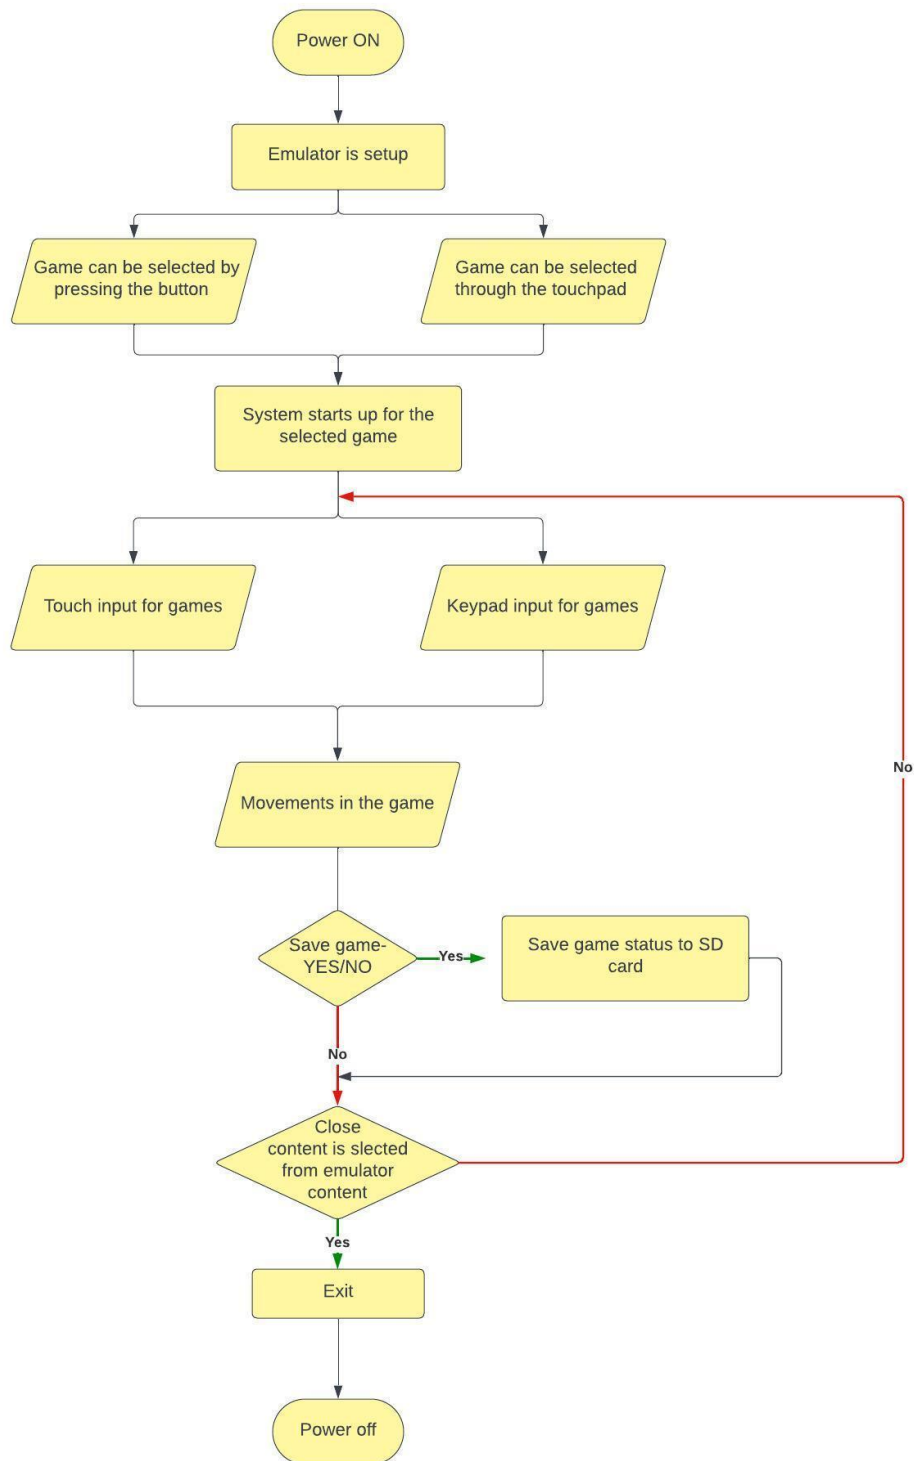 Power ON
Emulator is setup
Game can be selected by
pressing the button
Game can be selected
through the touchpad
System starts up for the
selected game
Touch input for games
Keypad input for games
No
Movements in the game
Save game-
YES/NO
Yes
Save game status to SD
card
No
Close
content is slected
from emulator
content
Yes
Exit
Power off